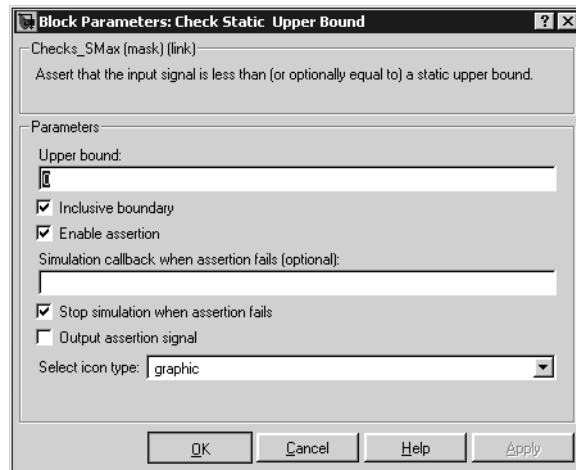 Block Parameters: Check Static Upper Bound
Checks_SMax (mask) (link)
Assert that the input signal is less than (or optionally equal to) a static upper bound.
Parameters
Upper bound:
0
Inclusive boundary
Enable assertion
Simulation callback when assertion fails (optional):
Stop simulation when assertion fails
Output assertion signal
Select icon type: graphic
OK Cancel Help Apply